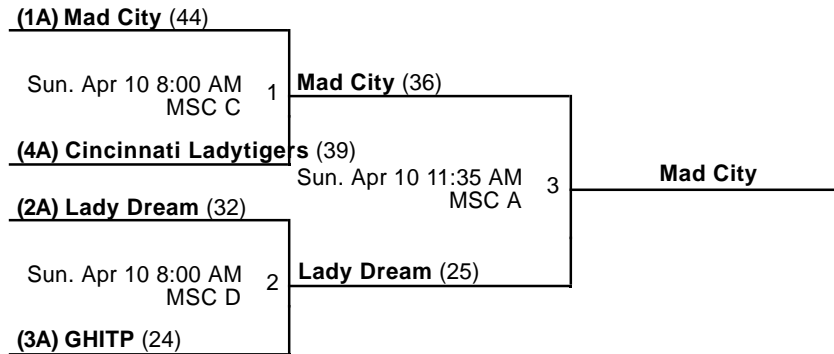 (1A) Mad City (44)
Sun. Apr 10 8:00 AM
MSC C
1
Mad City (36)
(4A) Cincinnati Ladytigers (39)
Sun. Apr 10 11:35 AM
MSC A
3
Mad City
(2A) Lady Dream (32)
Sun. Apr 10 8:00 AM
MSC D
2
Lady Dream (25)
(3A) GHITP (24)